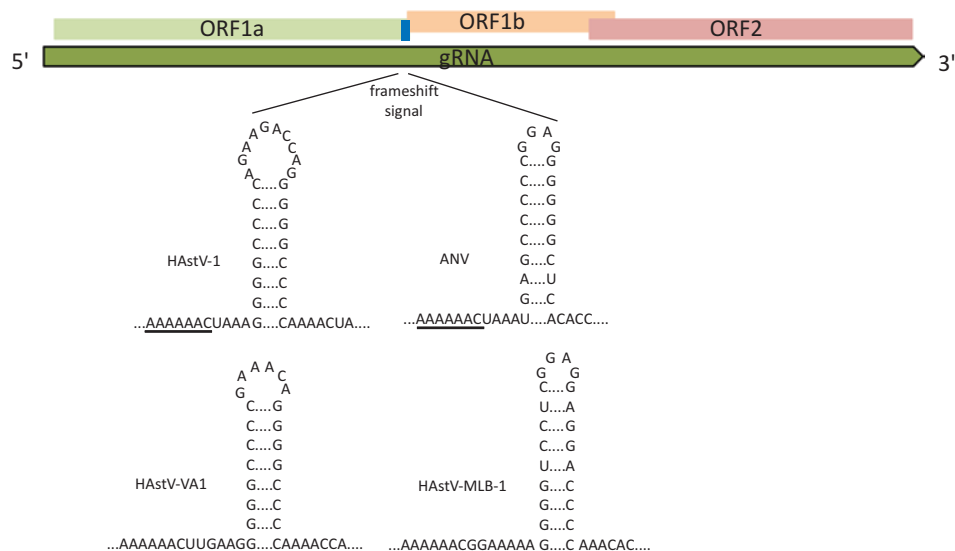 ORF1a
ORF1b
ORF2
5'
gRNA
3'
frameshift
signal
G A
A C
A C
G A
A G
C....G
C....G
C....G
C....G
HAstV-1
G....C
G....C
G....C
...AAAAAACUAAAG....CAAAACUA....
G A
G G
C....G
C....G
C....G
C....G
C....G
ANV
G....C
A....U
G....C
...AAAAAACUAAAU....ACACC....
A A
A C
G A
C....G
C....G
C....G
C....G
HAstV-VA1
G....C
G....C
G....C
...AAAAAACUUGAAGG....CAAAACCA....
G A
G G
C....G
U....A
C....G
C....G
U....A
HAstV-MLB-1
G....C
G....C
G....C
...AAAAAACGGAAAAA G....C AAACAC....